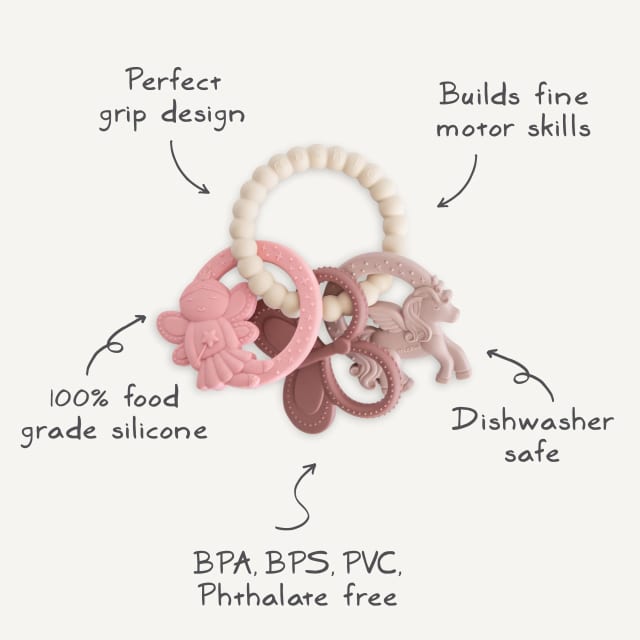 Perfect
grip design
Builds fine
motor skills
100% food
grade silicone
Dishwasher
safe
BPA, BPS, PVC,
Phthalate free